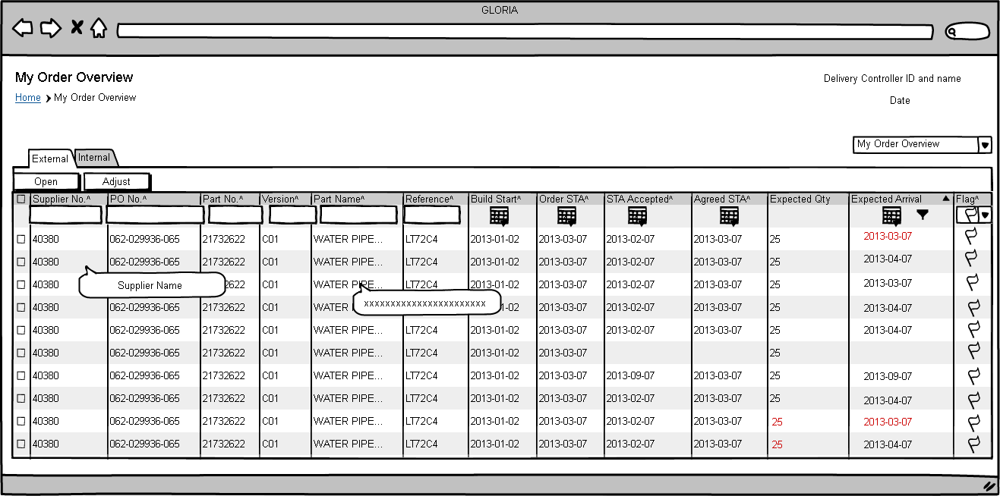 GLORIA
My Order Overview
Delivery Controller ID and name
Home My Order Overview
Date
My Order Overview
External Internal
Open Adjust
Supplier No.^ PO No.^ Part No.^ Version^ Part Name^ Reference^ Build Start^ Order STA^ STA Accepted^ Agreed STA^ Expected Qty Expected Arrival Flag^
40380 062-029936-065 21732622 C01 WATER PIPE... LT72C4 2013-01-02 2013-03-07 2013-02-07 2013-03-07 25 2013-03-07
40380 062-029936-065 21732622 C01 WATER PIPE... LT72C4 2013-01-02 2013-03-07 2013-02-07 2013-03-07 25 2013-04-07
40380 Supplier Name 2622 C01 WATER PIPE... LT72C4 2013-01-02 2013-03-07 2013-02-07 2013-03-07 25 2013-03-07
xxxxxxxxxxxxxxxxxxxxxxx
40380 062-029936-065 21732622 C01 WATER 1-02 2013-03-07 2013-02-07 2013-03-07 25 2013-04-07
40380 062-029936-065 21732622 C01 WATER PIPE... LT72C4 2013-01-02 2013-03-07 2013-02-07 2013-03-07 25 2013-04-07
40380 062-029936-065 21732622 C01 WATER PIPE... LT72C4 2013-01-02 2013-03-07 25
40380 062-029936-065 21732622 C01 WATER PIPE... LT72C4 2013-01-02 2013-03-07 2013-09-07 2013-03-07 25 2013-09-07
40380 062-029936-065 21732622 C01 WATER PIPE... LT72C4 2013-01-02 2013-03-07 2013-02-07 2013-03-07 25 2013-04-07
40380 062-029936-065 21732622 C01 WATER PIPE... LT72C4 2013-01-02 2013-03-07 2013-02-07 2013-03-07 25 2013-03-07
40380 062-029936-065 21732622 C01 WATER PIPE... LT72C4 2013-01-02 2013-03-07 2013-02-07 2013-03-07 25 2013-04-07